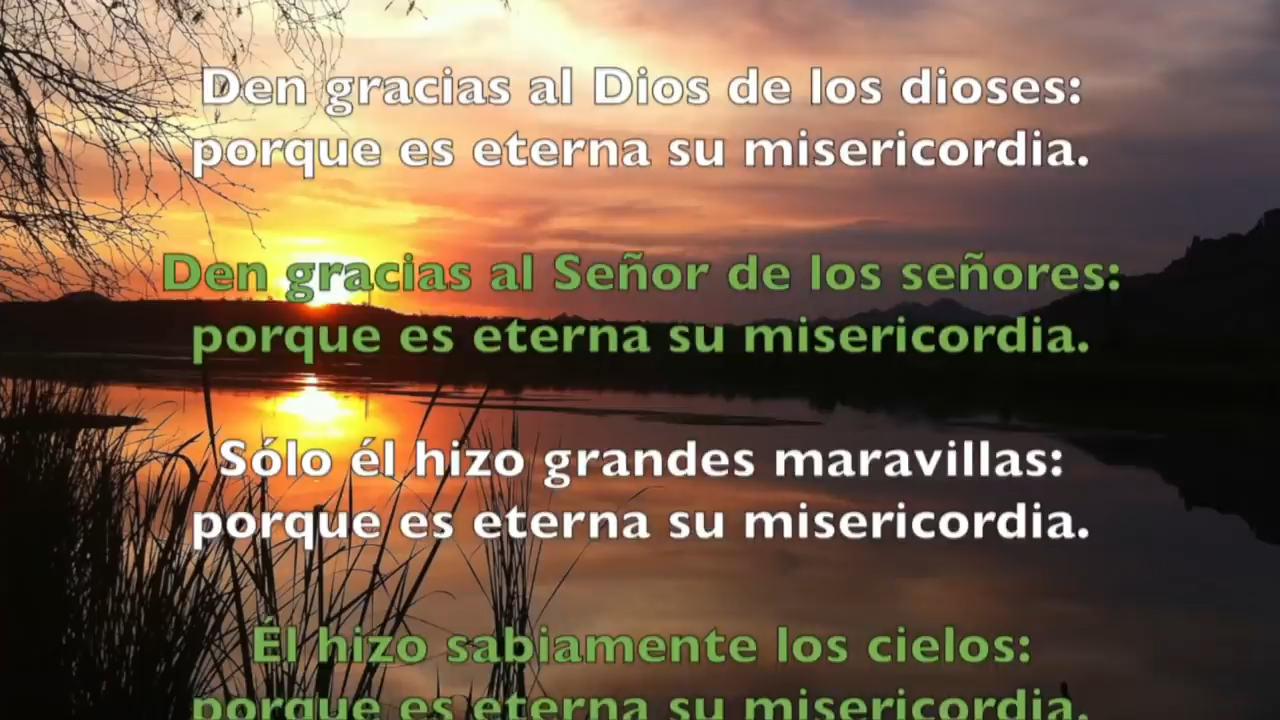 Den gracias al Dios de los dioses:
porque es eterna su misericordia.
Den gracias al Señor de los señores:
porque es eterna su misericordia.
Sólo él hizo grandes maravillas:
porque es eterna su misericordia.
Él hizo sabiamente los cielos:
porque es eterna su misericordia.